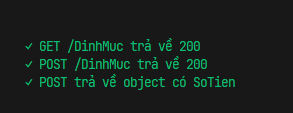 ✓ GET /DinhMuc trả về 200
✓ POST /DinhMuc trả về 200
✓ POST trả về object có SoTien